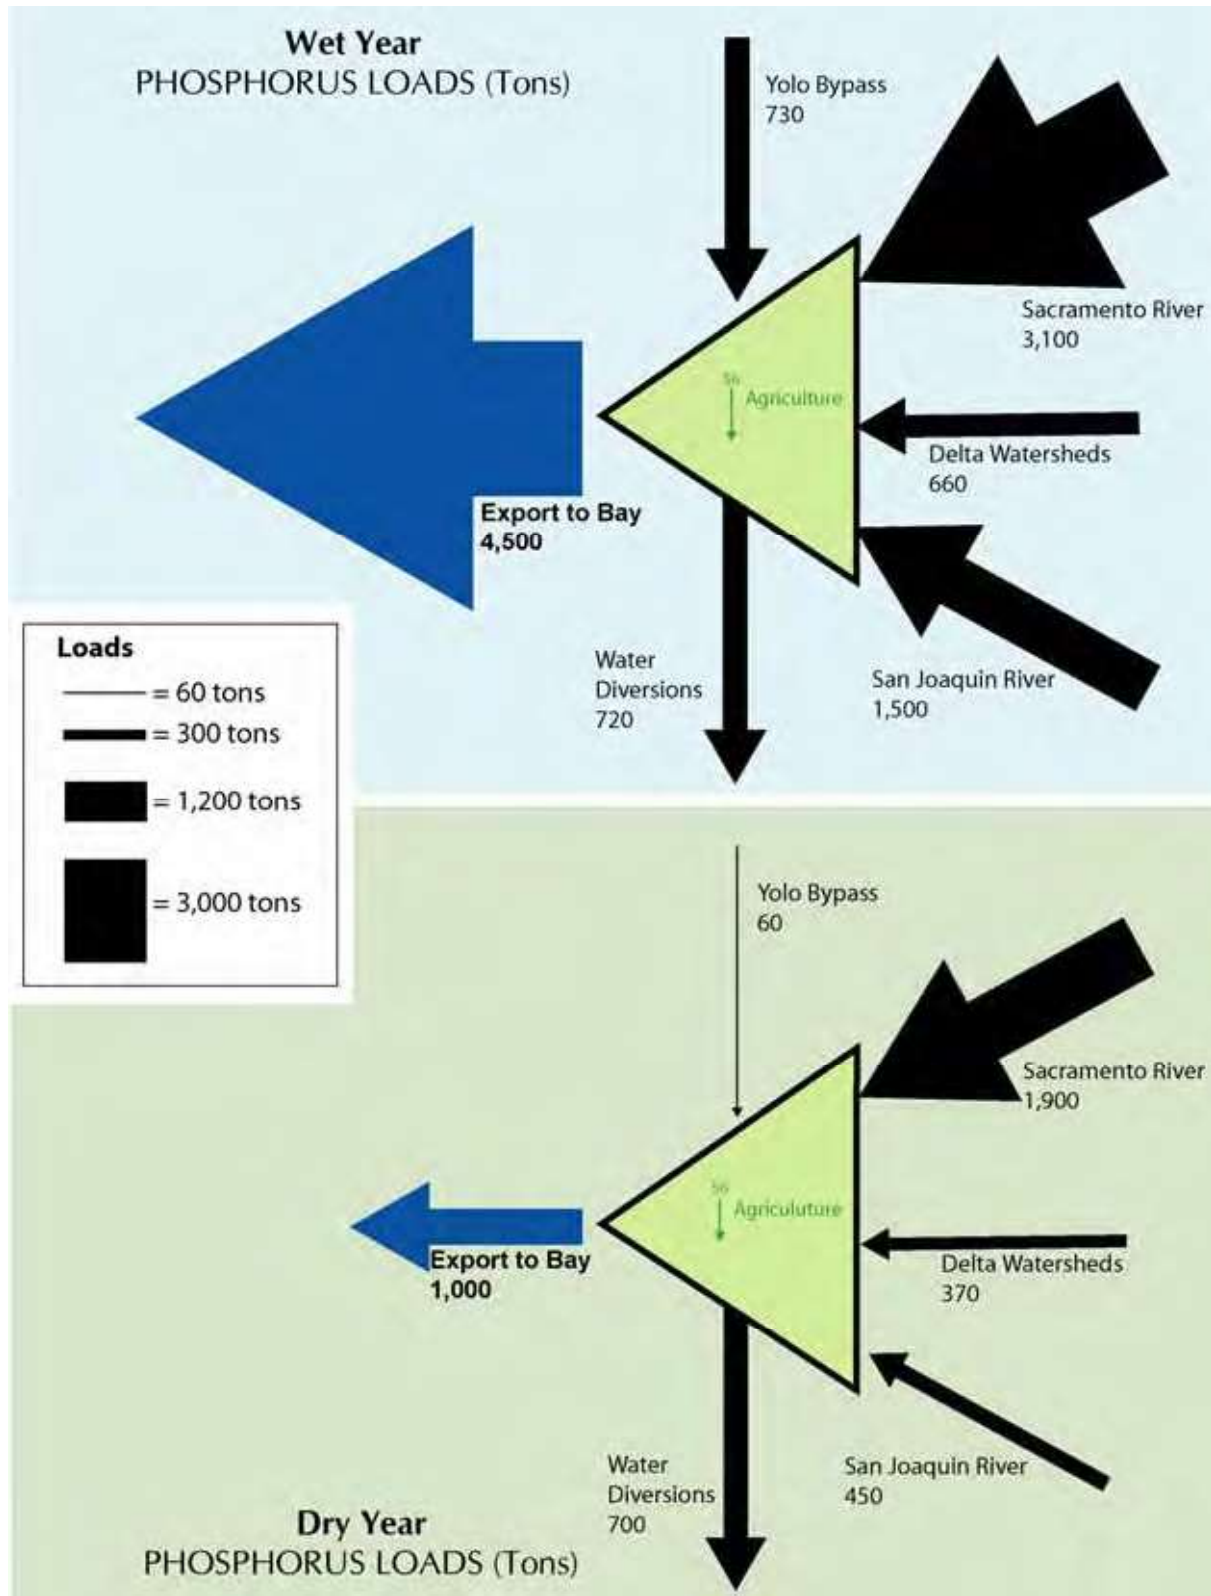 Wet Year
PHOSPHORUS LOADS (Tons)
Yolo Bypass
730
Sacramento River
3,100
56
Agriculture
Delta Watersheds
660
Export to Bay
4,500
San Joaquin River
1,500
Water
Diversions
720
Loads
= 60 tons
= 300 tons
= 1,200 tons
= 3,000 tons
Yolo Bypass
60
Sacramento River
1,900
56
Agriculuture
Delta Watersheds
370
Export to Bay
1,000
San Joaquin River
450
Water
Diversions
700
Dry Year
PHOSPHORUS LOADS (Tons)